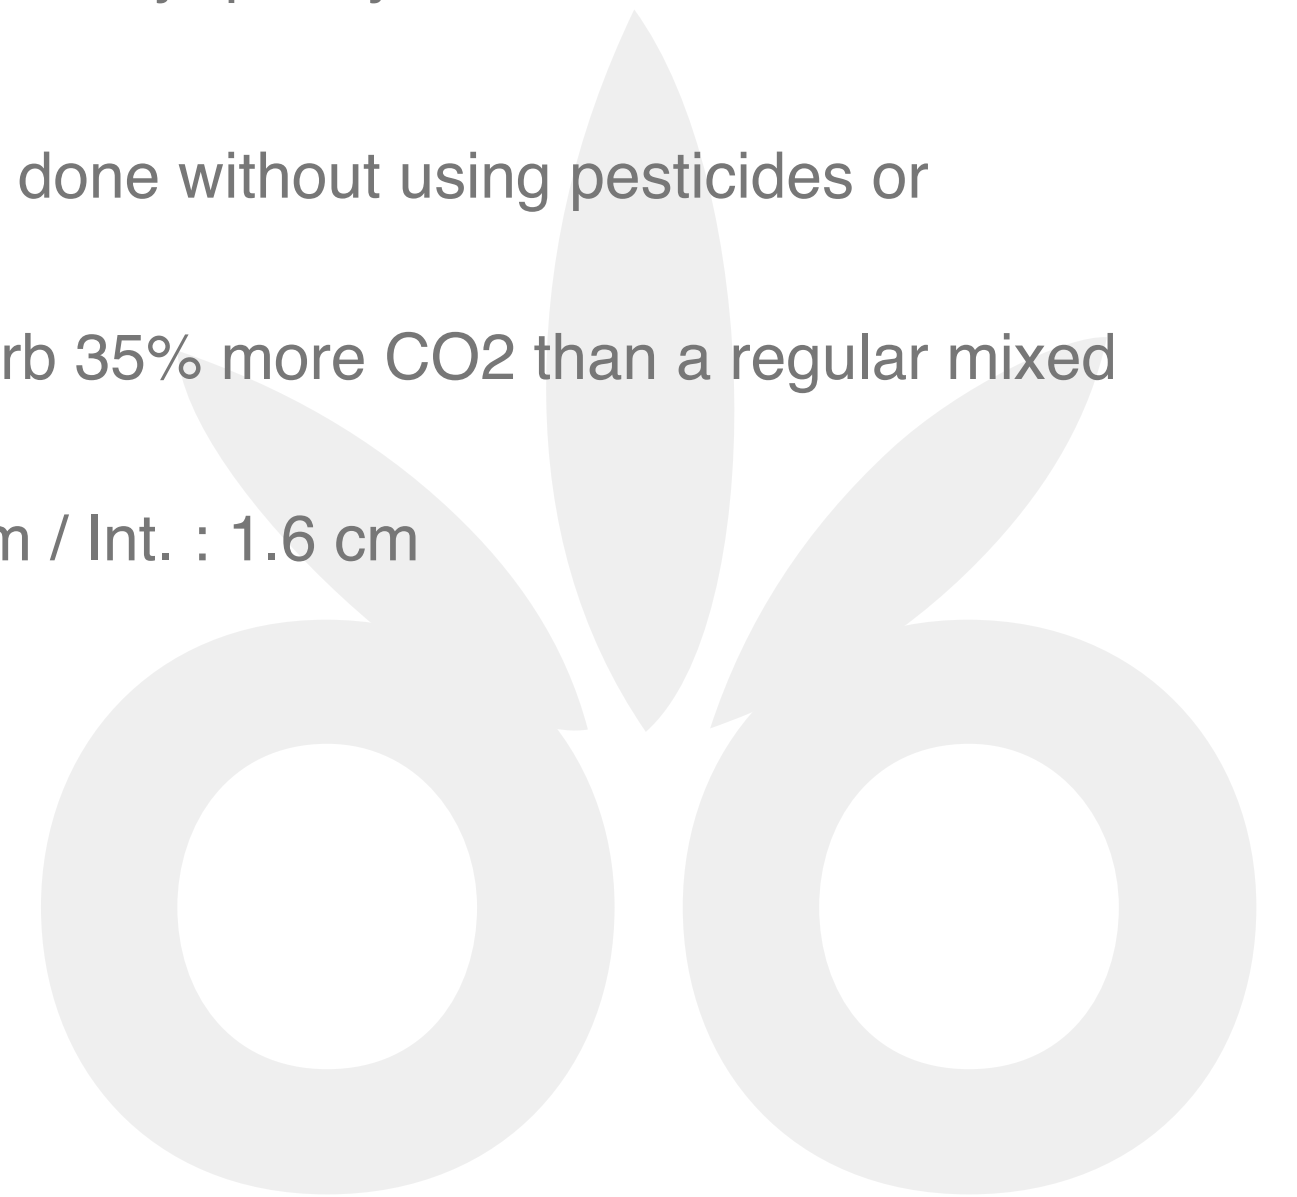 done without using pesticides or
rb 35% more CO2 than a regular mixed
m / Int. : 1.6 cm